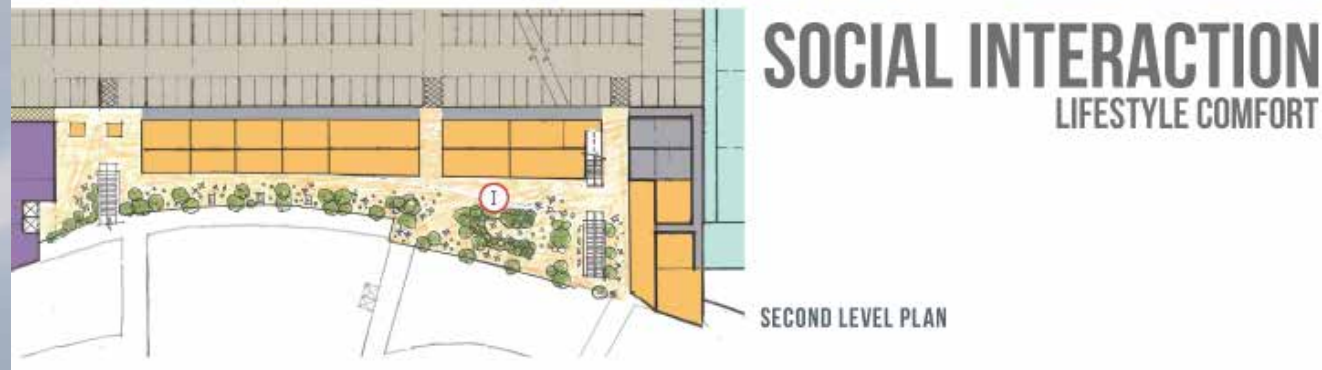 SOCIAL INTERACTION
LIFESTYLE COMFORT
I
SECOND LEVEL PLAN